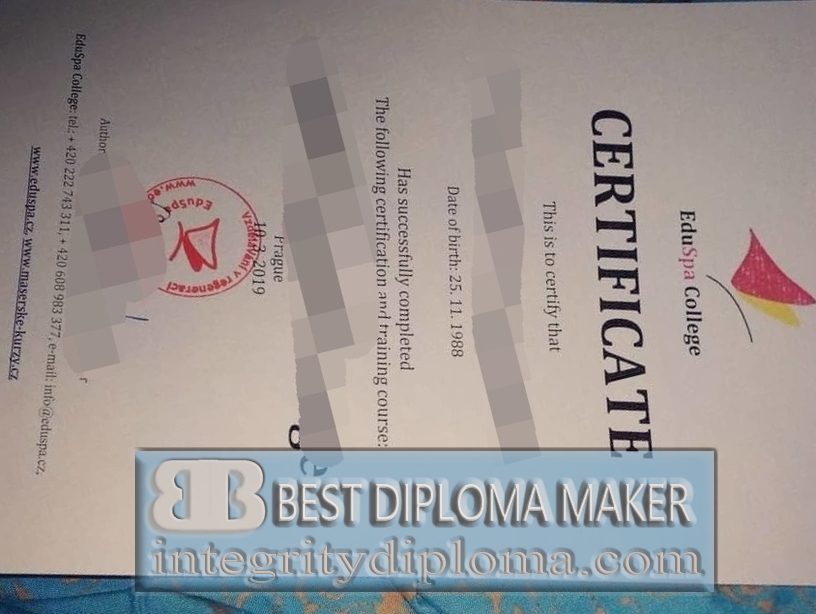 EduSpa College
CERTIFICATE
This is to certify that
Date of birth: 25. 11. 1988
Has successfully completed
The following certification and training course:
Prague
10. 3. 2019
Vzdělávání v regeneraci
EduSpa
www.e
Author
EduSpa College: tel.: + 420 222 743 311, + 420 608 983 377, e-mail: info@eduspa.cz,
www.eduspa.cz, www.maserske-kurzy.cz
BB BEST DIPLOMA MAKER
integritydiploma.com